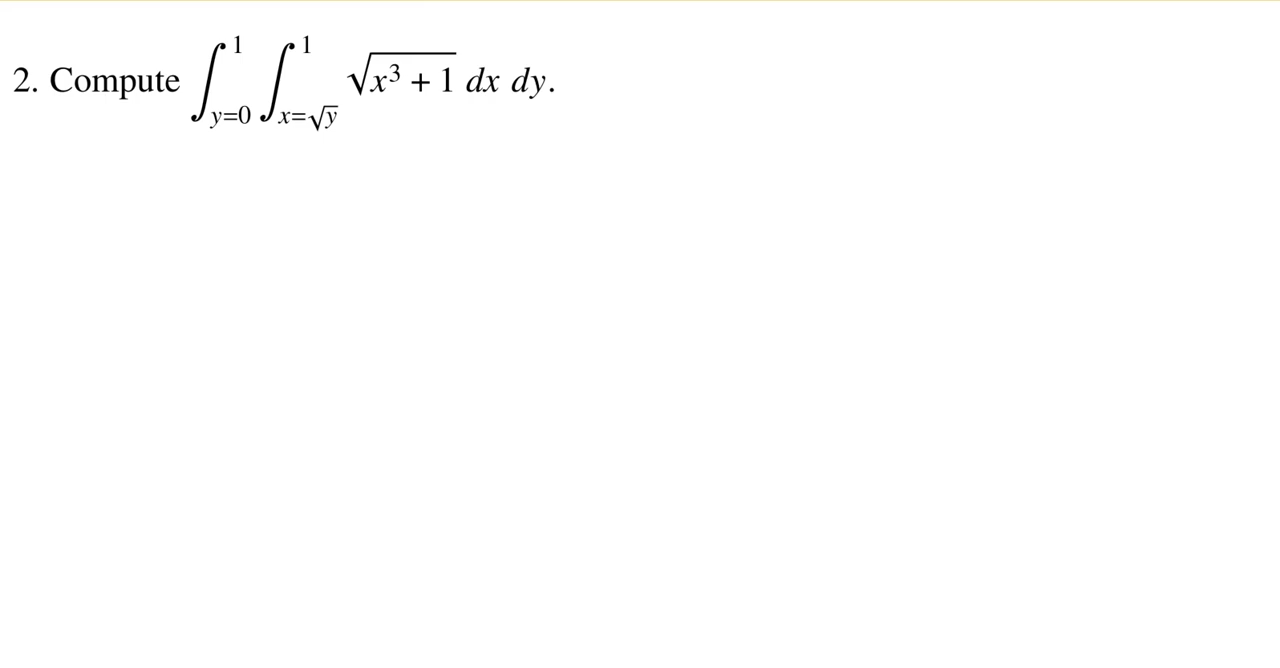 2. Compute ∫_{y=0}^{1} ∫_{x=√y}^{1} √(x³ + 1) dx dy.